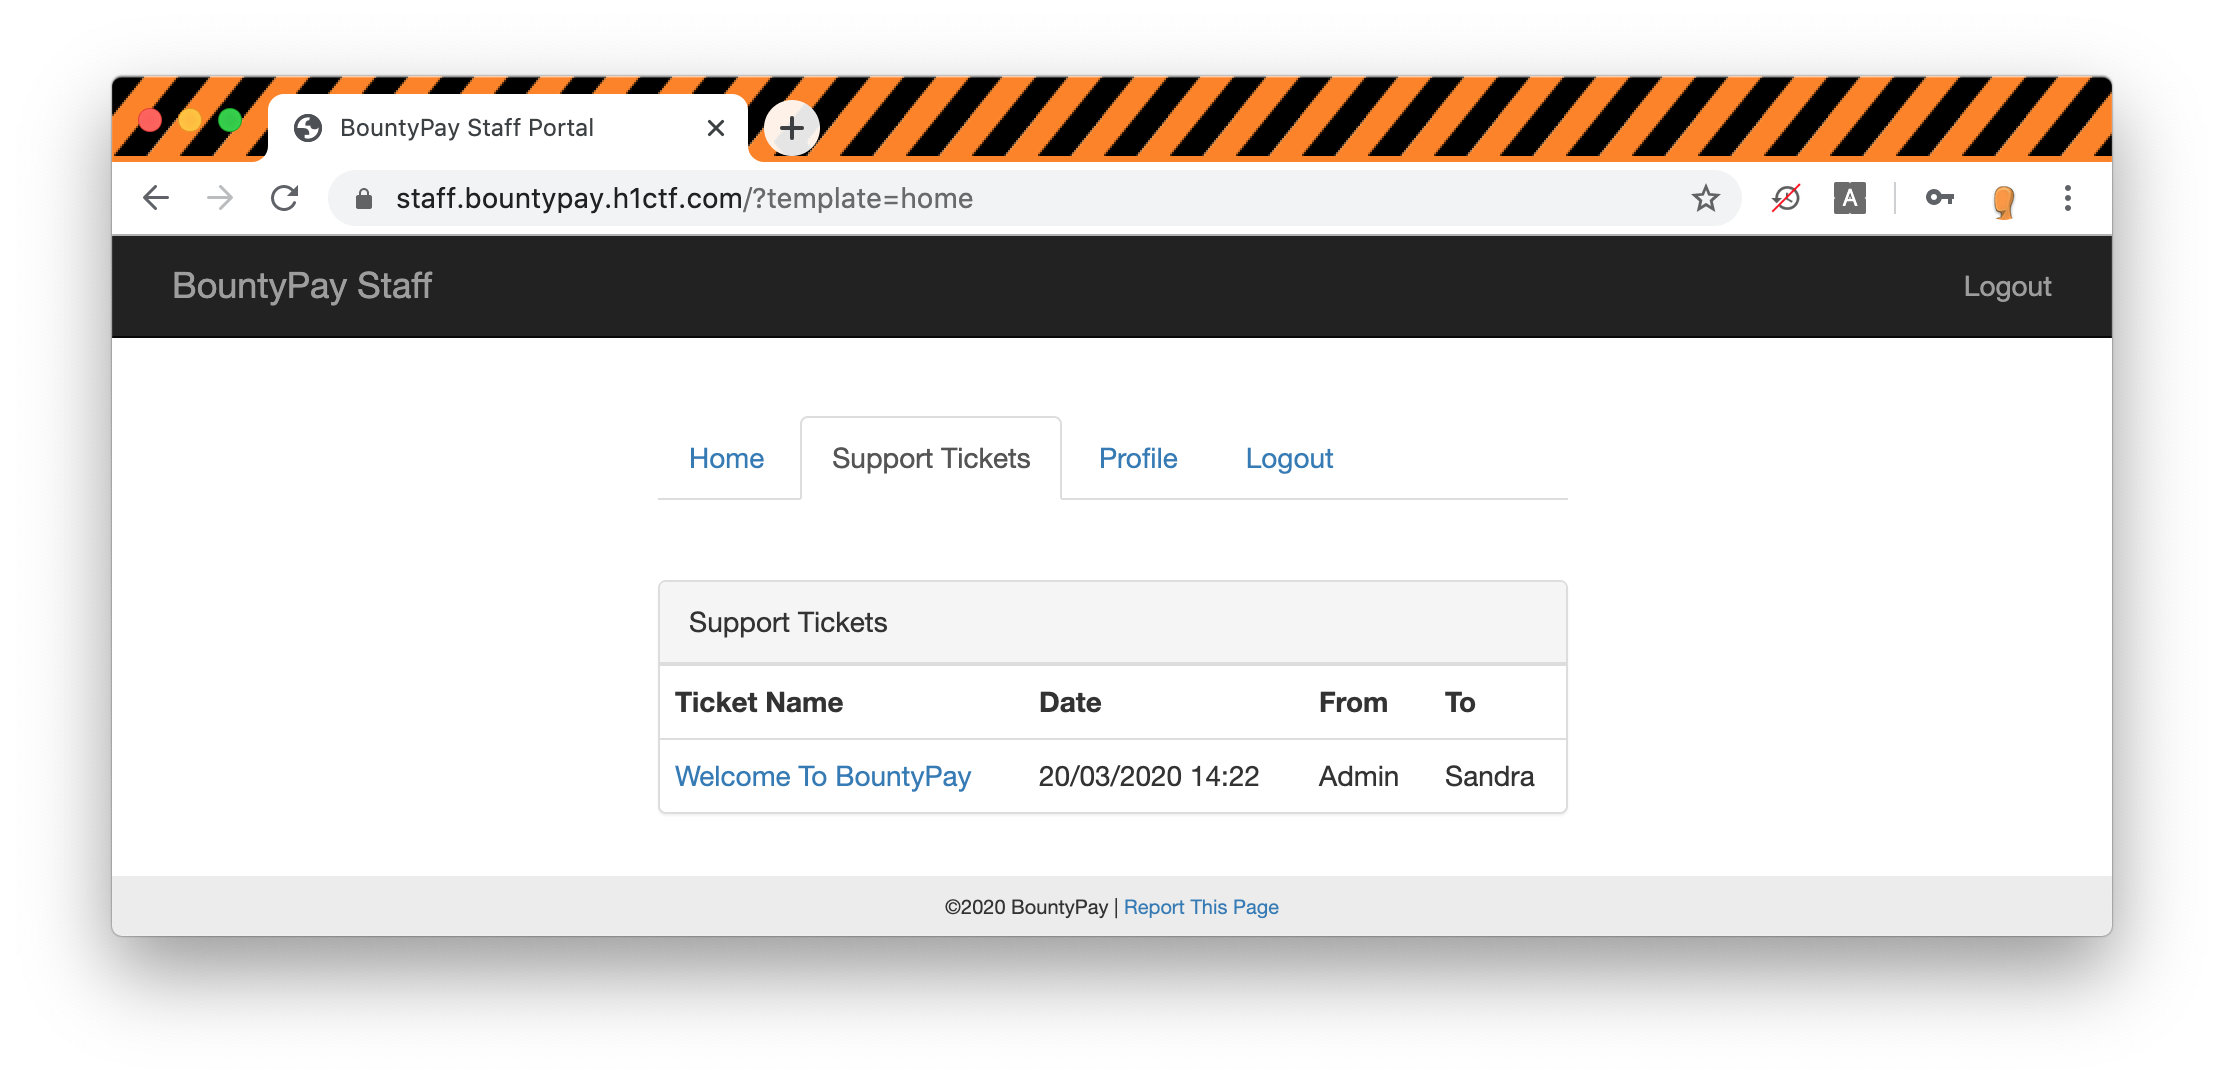 BountyPay Staff Portal
staff.bountypay.h1ctf.com/?template=home
A
BountyPay Staff Logout
Home Support Tickets Profile Logout
Support Tickets
Ticket Name Date From To
Welcome To BountyPay 20/03/2020 14:22 Admin Sandra
©2020 BountyPay | Report This Page